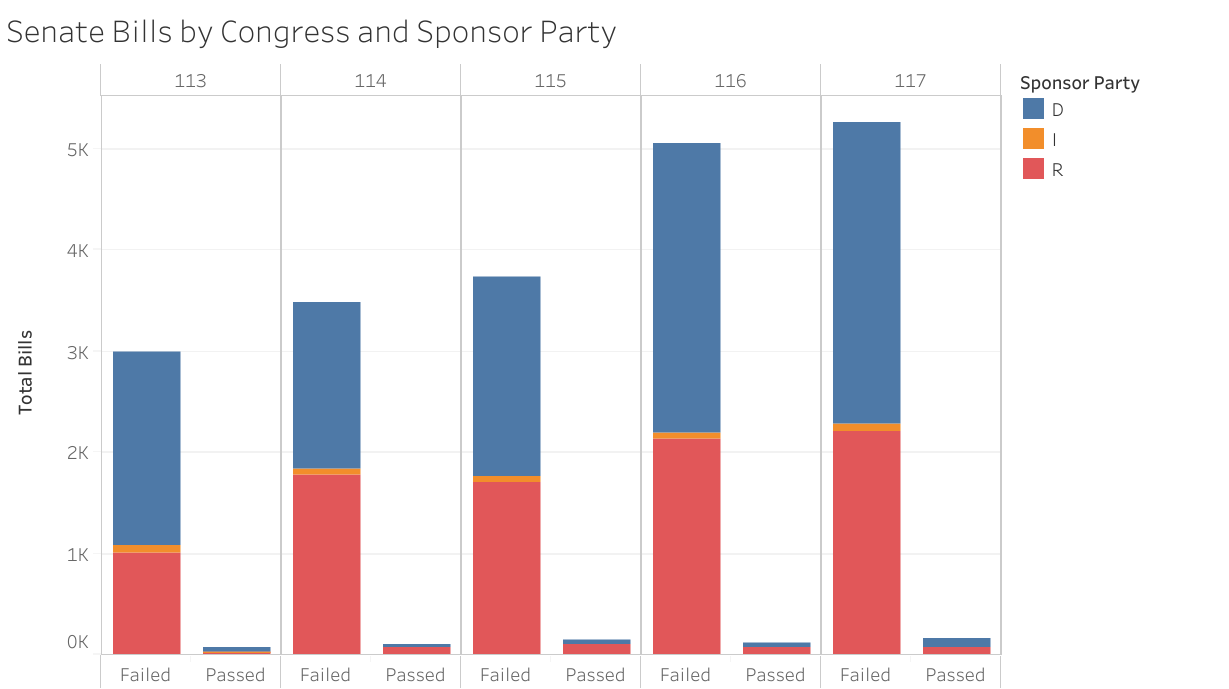 Senate Bills by Congress and Sponsor Party
113 114 115 116 117
Sponsor Party
D
I
R
5K
4K
3K
2K
1K
0K
Total Bills
Failed Passed Failed Passed Failed Passed Failed Passed Failed Passed